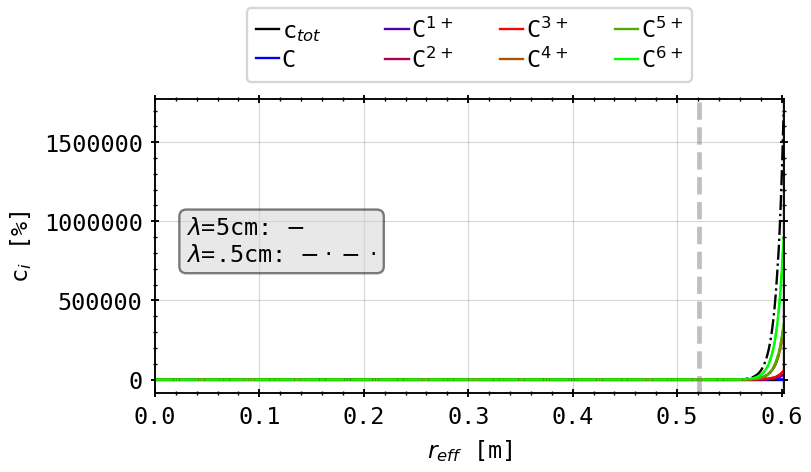 c_tot C^1+ C^3+ C^5+
C C^2+ C^4+ C^6+
1500000
1000000
500000
0
c_i [%]
λ=5cm: —
λ=.5cm: — · — ·
0.0 0.1 0.2 0.3 0.4 0.5 0.6
r_eff [m]